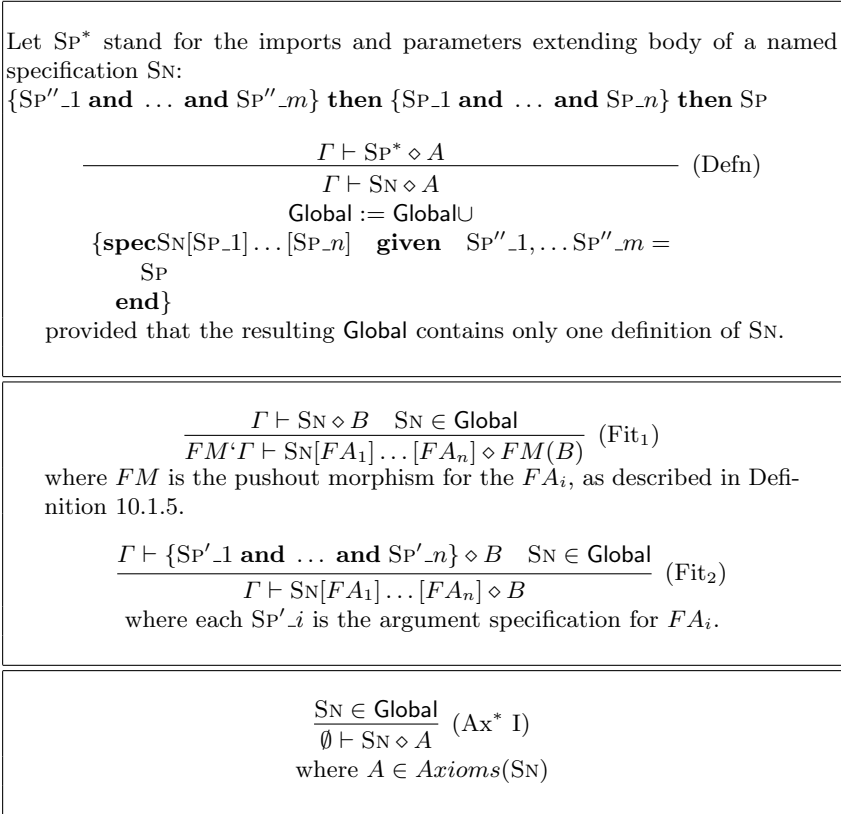 Let SP* stand for the imports and parameters extending body of a named
specification SN:
{SP″_1 and … and SP″_m} then {SP_1 and … and SP_n} then SP
Γ ⊢ SP* ⋄ A
(Defn)
Γ ⊢ SN ⋄ A
Global := Global∪
{specSN[SP_1] … [SP_n] given SP″_1, … SP″_m =
SP
end}
provided that the resulting Global contains only one definition of SN.
Γ ⊢ SN ⋄ B SN ∈ Global
(Fit₁)
FM‘Γ ⊢ SN[FA₁] … [FAₙ] ⋄ FM(B)
where FM is the pushout morphism for the FAᵢ, as described in Defi-
nition 10.1.5.
Γ ⊢ {SP′_1 and … and SP′_n} ⋄ B SN ∈ Global
(Fit₂)
Γ ⊢ SN[FA₁] … [FAₙ] ⋄ B
where each SP′_i is the argument specification for FAᵢ.
SN ∈ Global
(Ax* I)
∅ ⊢ SN ⋄ A
where A ∈ Axioms(SN)